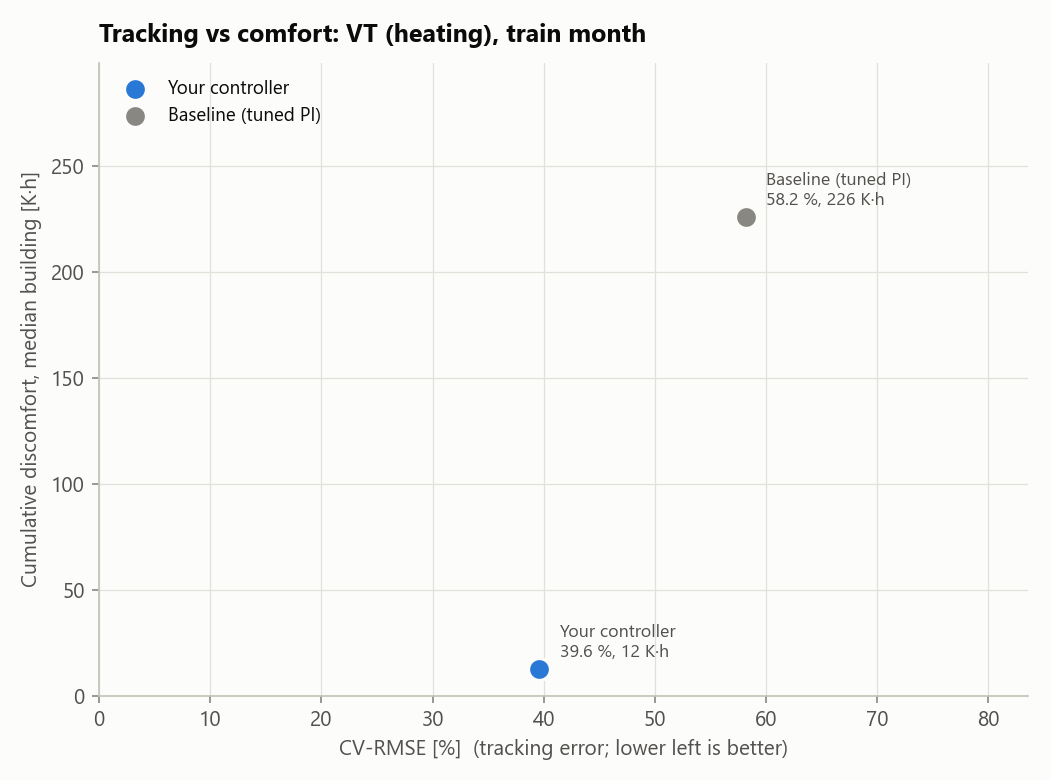 Tracking vs comfort: VT (heating), train month
Your controller
Baseline (tuned PI)
Cumulative discomfort, median building [K·h]
250
200
150
100
50
0
Baseline (tuned PI)
58.2 %, 226 K·h
Your controller
39.6 %, 12 K·h
0 10 20 30 40 50 60 70 80
CV-RMSE [%]  (tracking error; lower left is better)